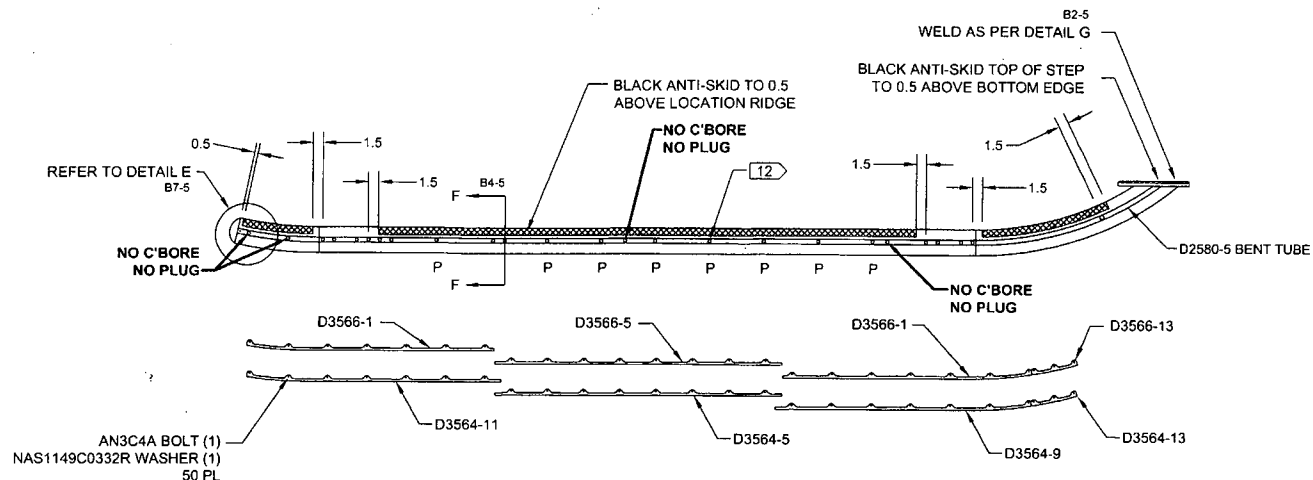 B2-5
WELD AS PER DETAIL G
BLACK ANTI-SKID TOP OF STEP
TO 0.5 ABOVE BOTTOM EDGE
BLACK ANTI-SKID TO 0.5
ABOVE LOCATION RIDGE
NO C'BORE
NO PLUG
0.5
1.5
1.5
1.5
1.5
1.5
REFER TO DETAIL E
B7-5
F
B4-5
12
D2580-5 BENT TUBE
NO C'BORE
NO PLUG
P P P P P P P P
F
NO C'BORE
NO PLUG
D3566-1
D3566-5
D3566-1
D3566-13
D3564-11
D3564-5
D3564-9
D3564-13
AN3C4A BOLT (1)
NAS1149C0332R WASHER (1)
50 PL